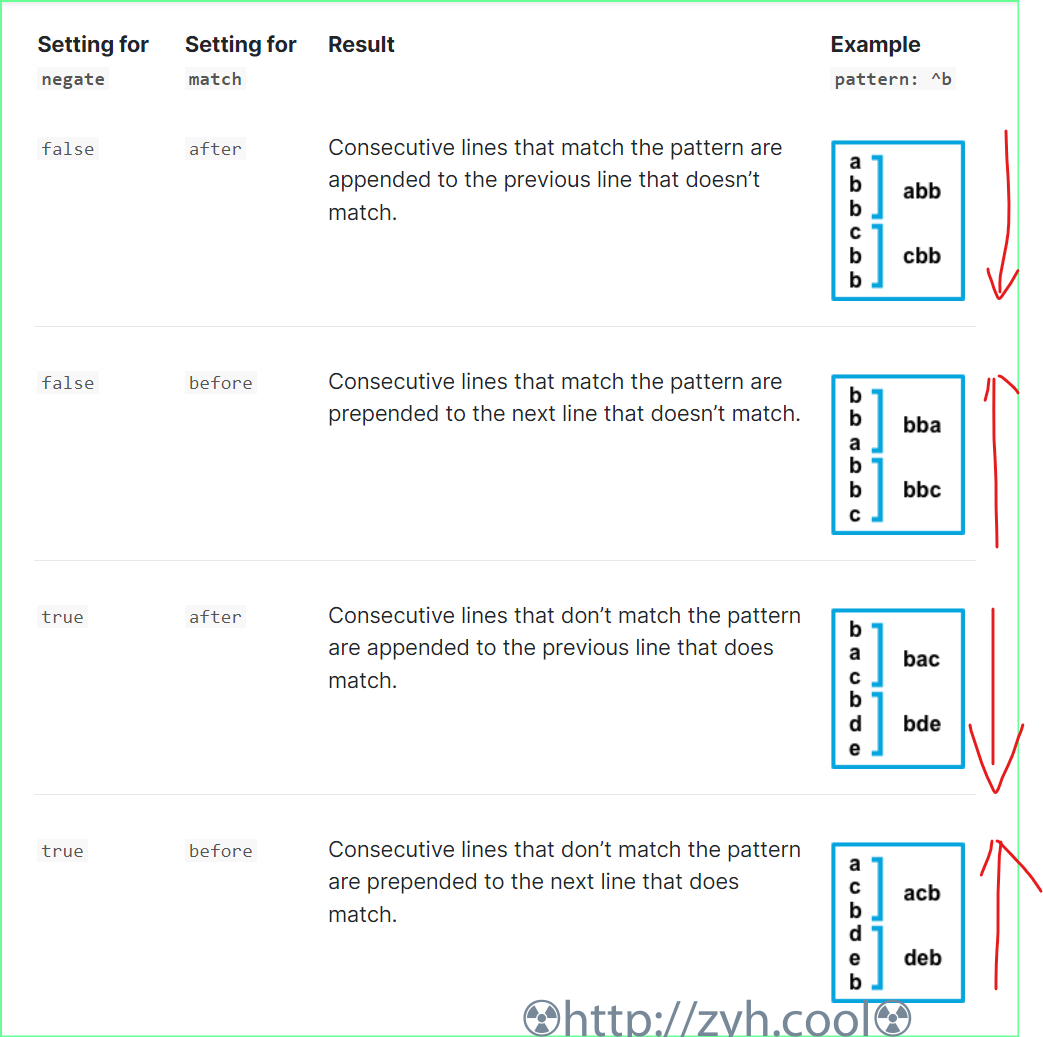 Setting for Setting for Result Example
negate match pattern: ^b
false after Consecutive lines that match the pattern are
appended to the previous line that doesn’t
match.
a
b
b
abb
c
b
b
cbb
false before Consecutive lines that match the pattern are
prepended to the next line that doesn’t match.
b
b
a
bba
b
b
c
bbc
true after Consecutive lines that don’t match the pattern
are appended to the previous line that does
match.
b
a
c
bac
b
d
e
bde
true before Consecutive lines that don’t match the pattern
are prepended to the next line that does
match.
a
c
b
acb
d
e
b
deb
☢http://zyh.cool☢